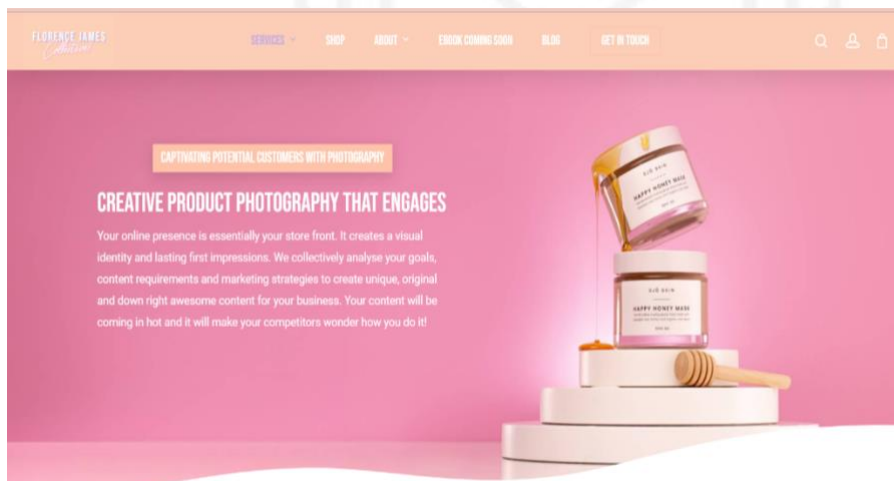 FLORENCE JAMES
Collective
SERVICES
SHOP
ABOUT
EBOOK COMING SOON
BLOG
GET IN TOUCH
CAPTIVATING POTENTIAL CUSTOMERS WITH PHOTOGRAPHY
CREATIVE PRODUCT PHOTOGRAPHY THAT ENGAGES
Your online presence is essentially your store front. It creates a visual
identity and lasting first impressions. We collectively analyse your goals,
content requirements and marketing strategies to create unique, original
and down right awesome content for your business. Your content will be
coming in hot and it will make your competitors wonder how you do it!
HAPPY HONEY MASK
HAPPY HONEY MASK